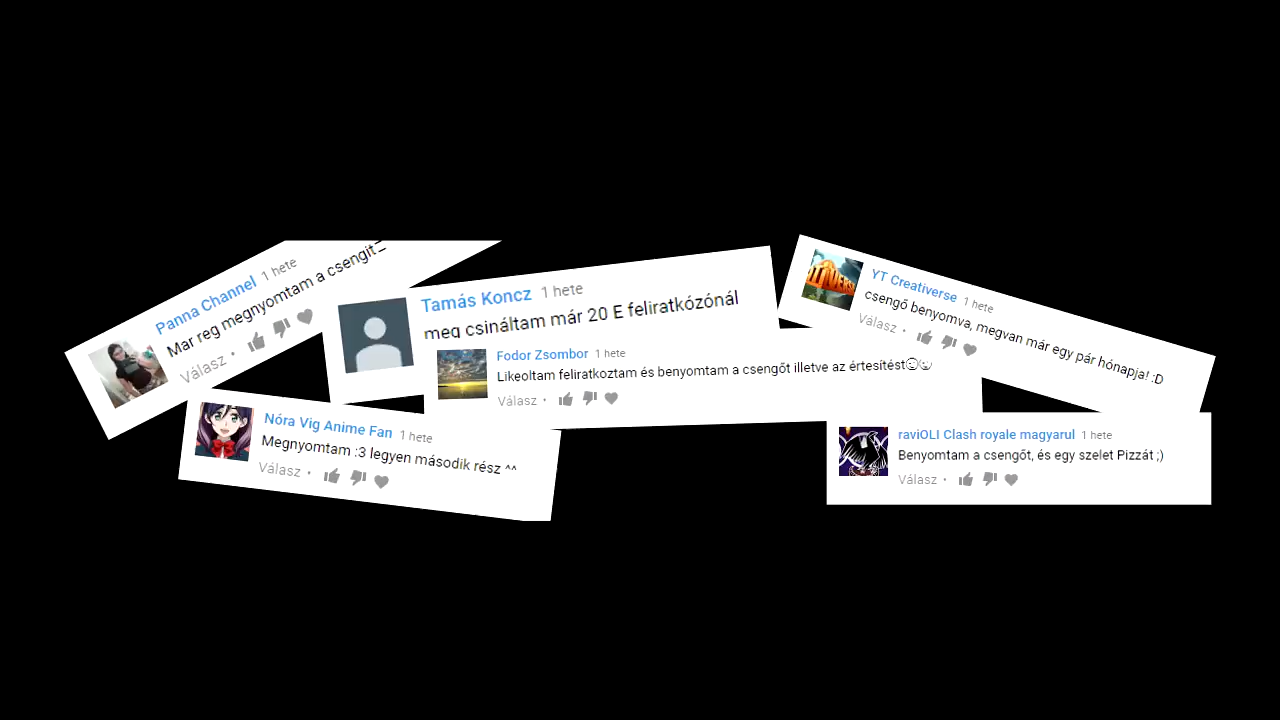 Panna Channel 1 hete
Mar reg megnyomtam a csengit
Válasz •
Tamás Koncz 1 hete
meg csináltam már 20 E feliratkózónál
YT Creativerse 1 hete
csengő benyomva, megvan már egy pár hónapja! :D
Válasz •
Fodor Zsombor 1 hete
Likeoltam feliratkoztam és benyomtam a csengőt illetve az értesítést
Válasz •
Nóra Vig Anime Fan 1 hete
Megnyomtam :3 legyen második rész ^^
Válasz •
raviOLI Clash royale magyarul 1 hete
Benyomtam a csengőt, és egy szelet Pizzát ;)
Válasz •